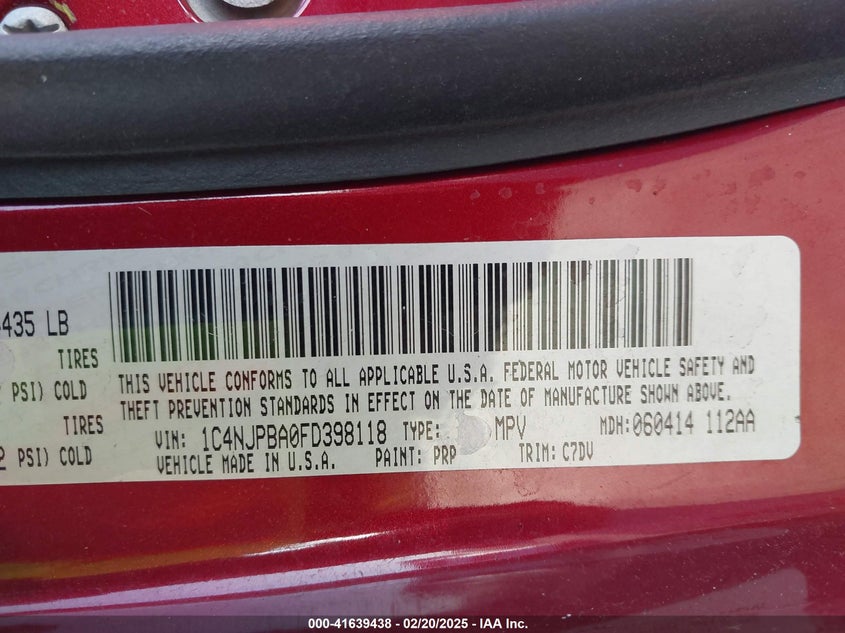 435 LB
TIRES
PSI) COLD
TIRES
PSI) COLD
THIS VEHICLE CONFORMS TO ALL APPLICABLE U.S.A. FEDERAL MOTOR VEHICLE SAFETY AND
THEFT PREVENTION STANDARDS IN EFFECT ON THE DATE OF MANUFACTURE SHOWN ABOVE.
VIN: 1C4NJPBA0FD398118 TYPE: MPV MDH:060414 112AA
VEHICLE MADE IN U.S.A. PAINT: PRP TRIM: C7DV
000-41639438 - 02/20/2025 - IAA Inc.